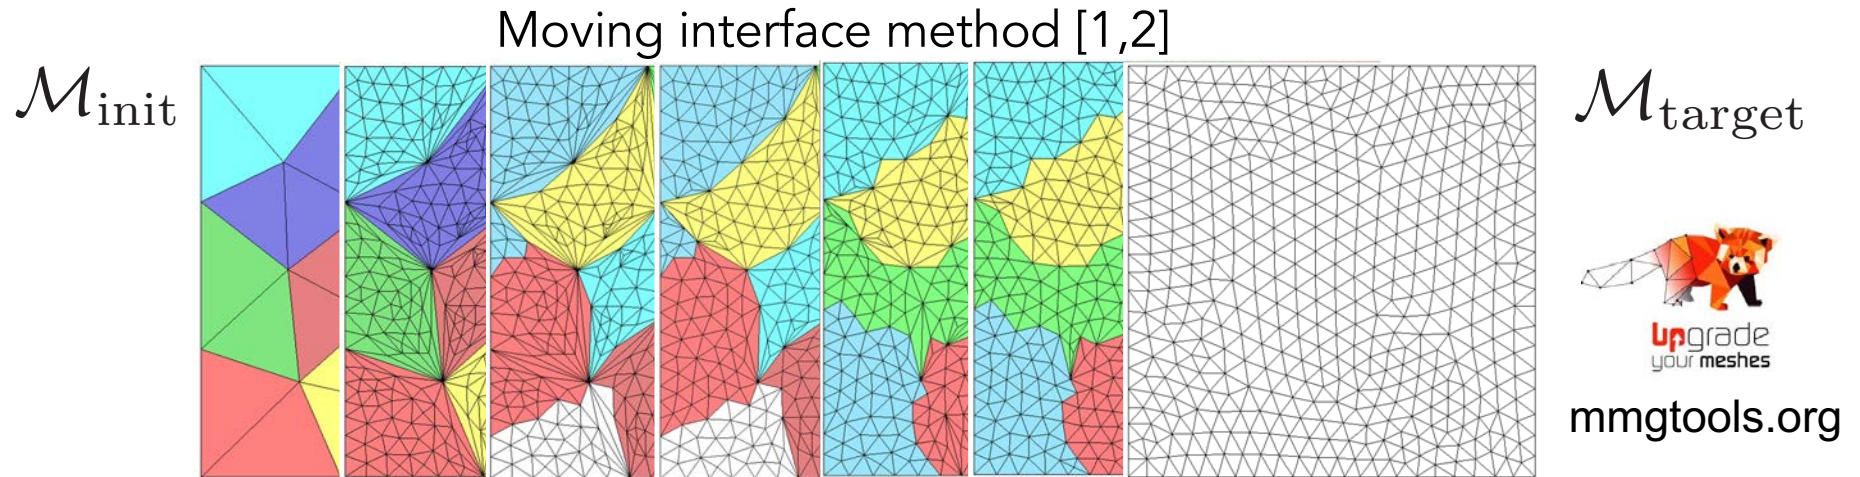 Moving interface method [1,2]
ℳinit
ℳtarget
Upgrade
your meshes
mmgtools.org